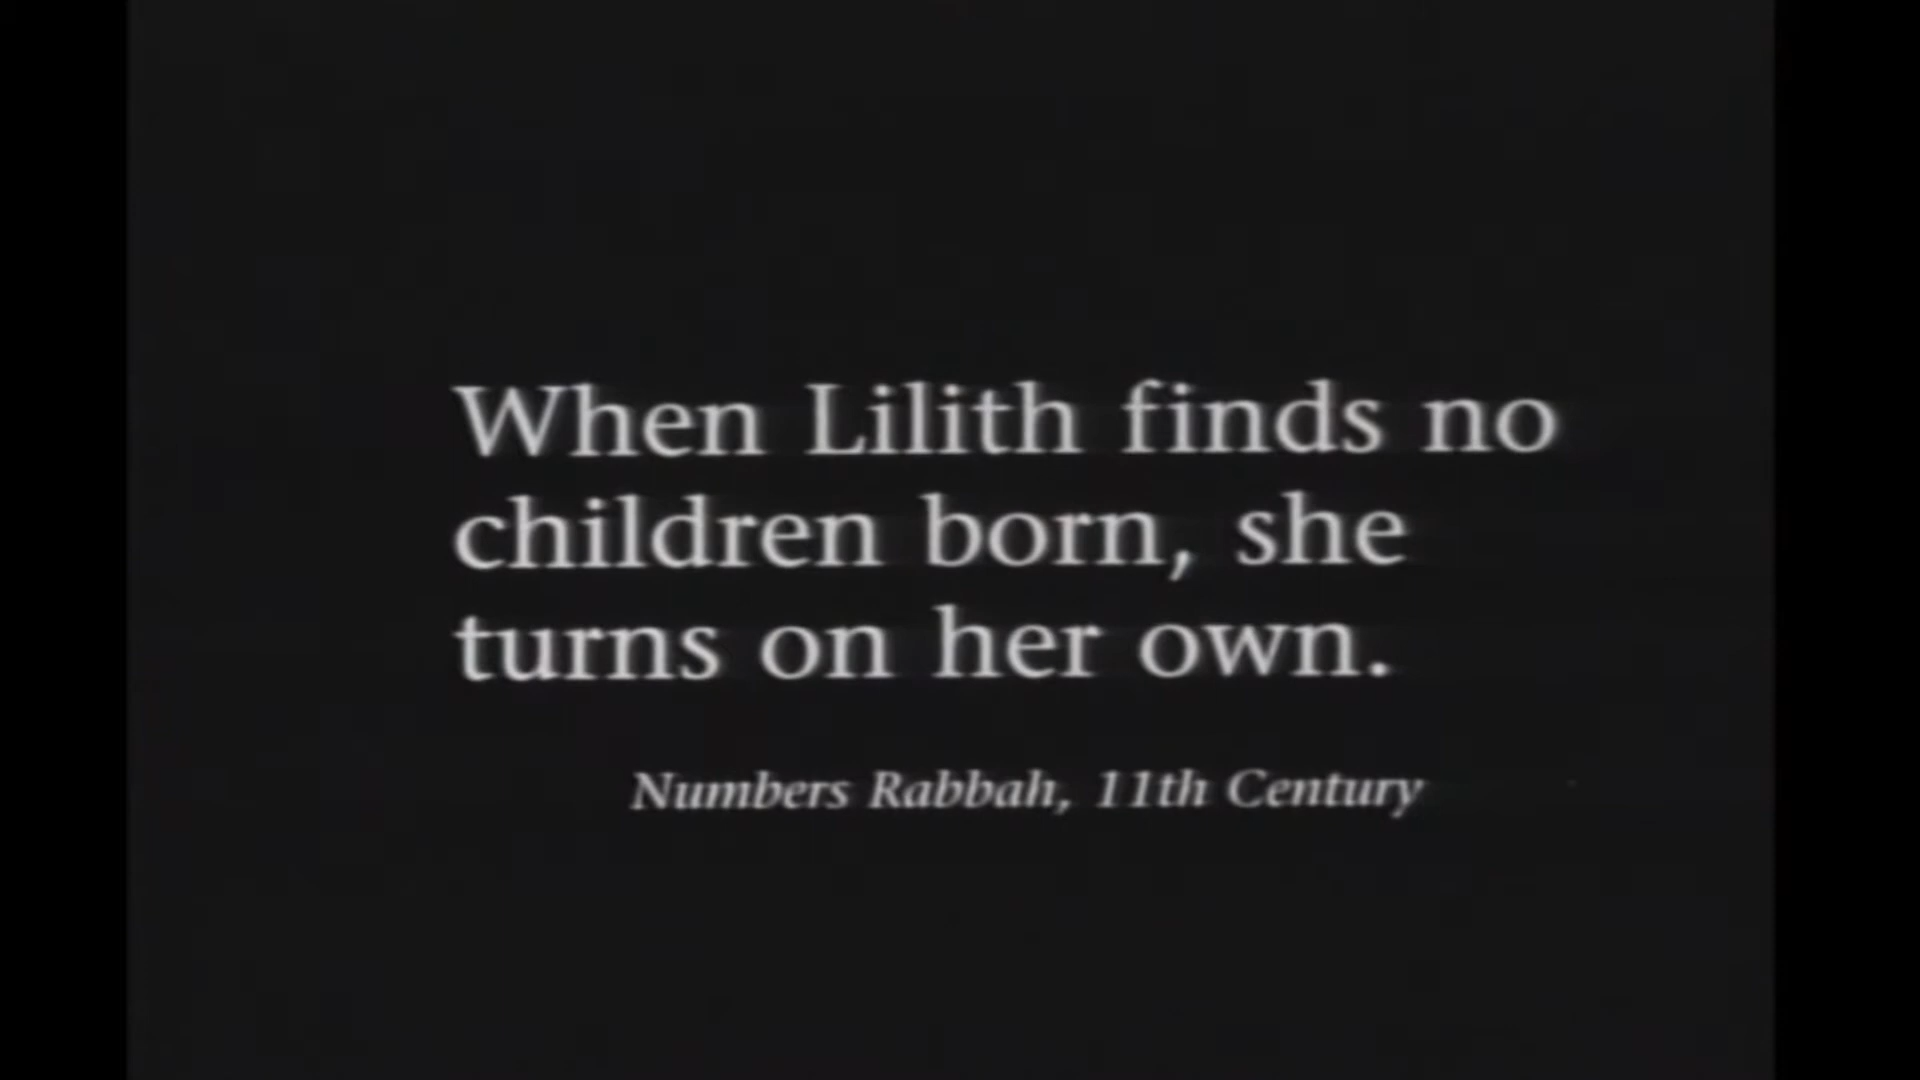 When Lilith finds no
children born, she
turns on her own.
Numbers Rabbah, 11th Century